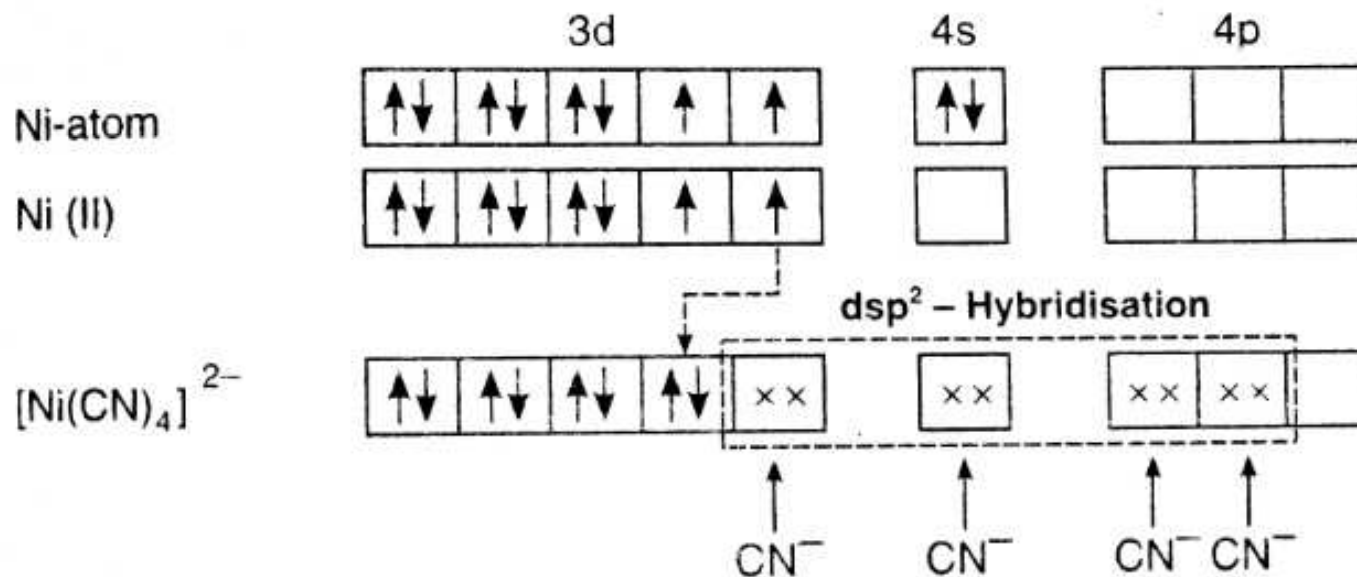 3d 4s 4p
Ni-atom
Ni (II)
dsp² – Hybridisation
[Ni(CN)₄]²⁻
×× ×× ×× ××
CN⁻ CN⁻ CN⁻ CN⁻